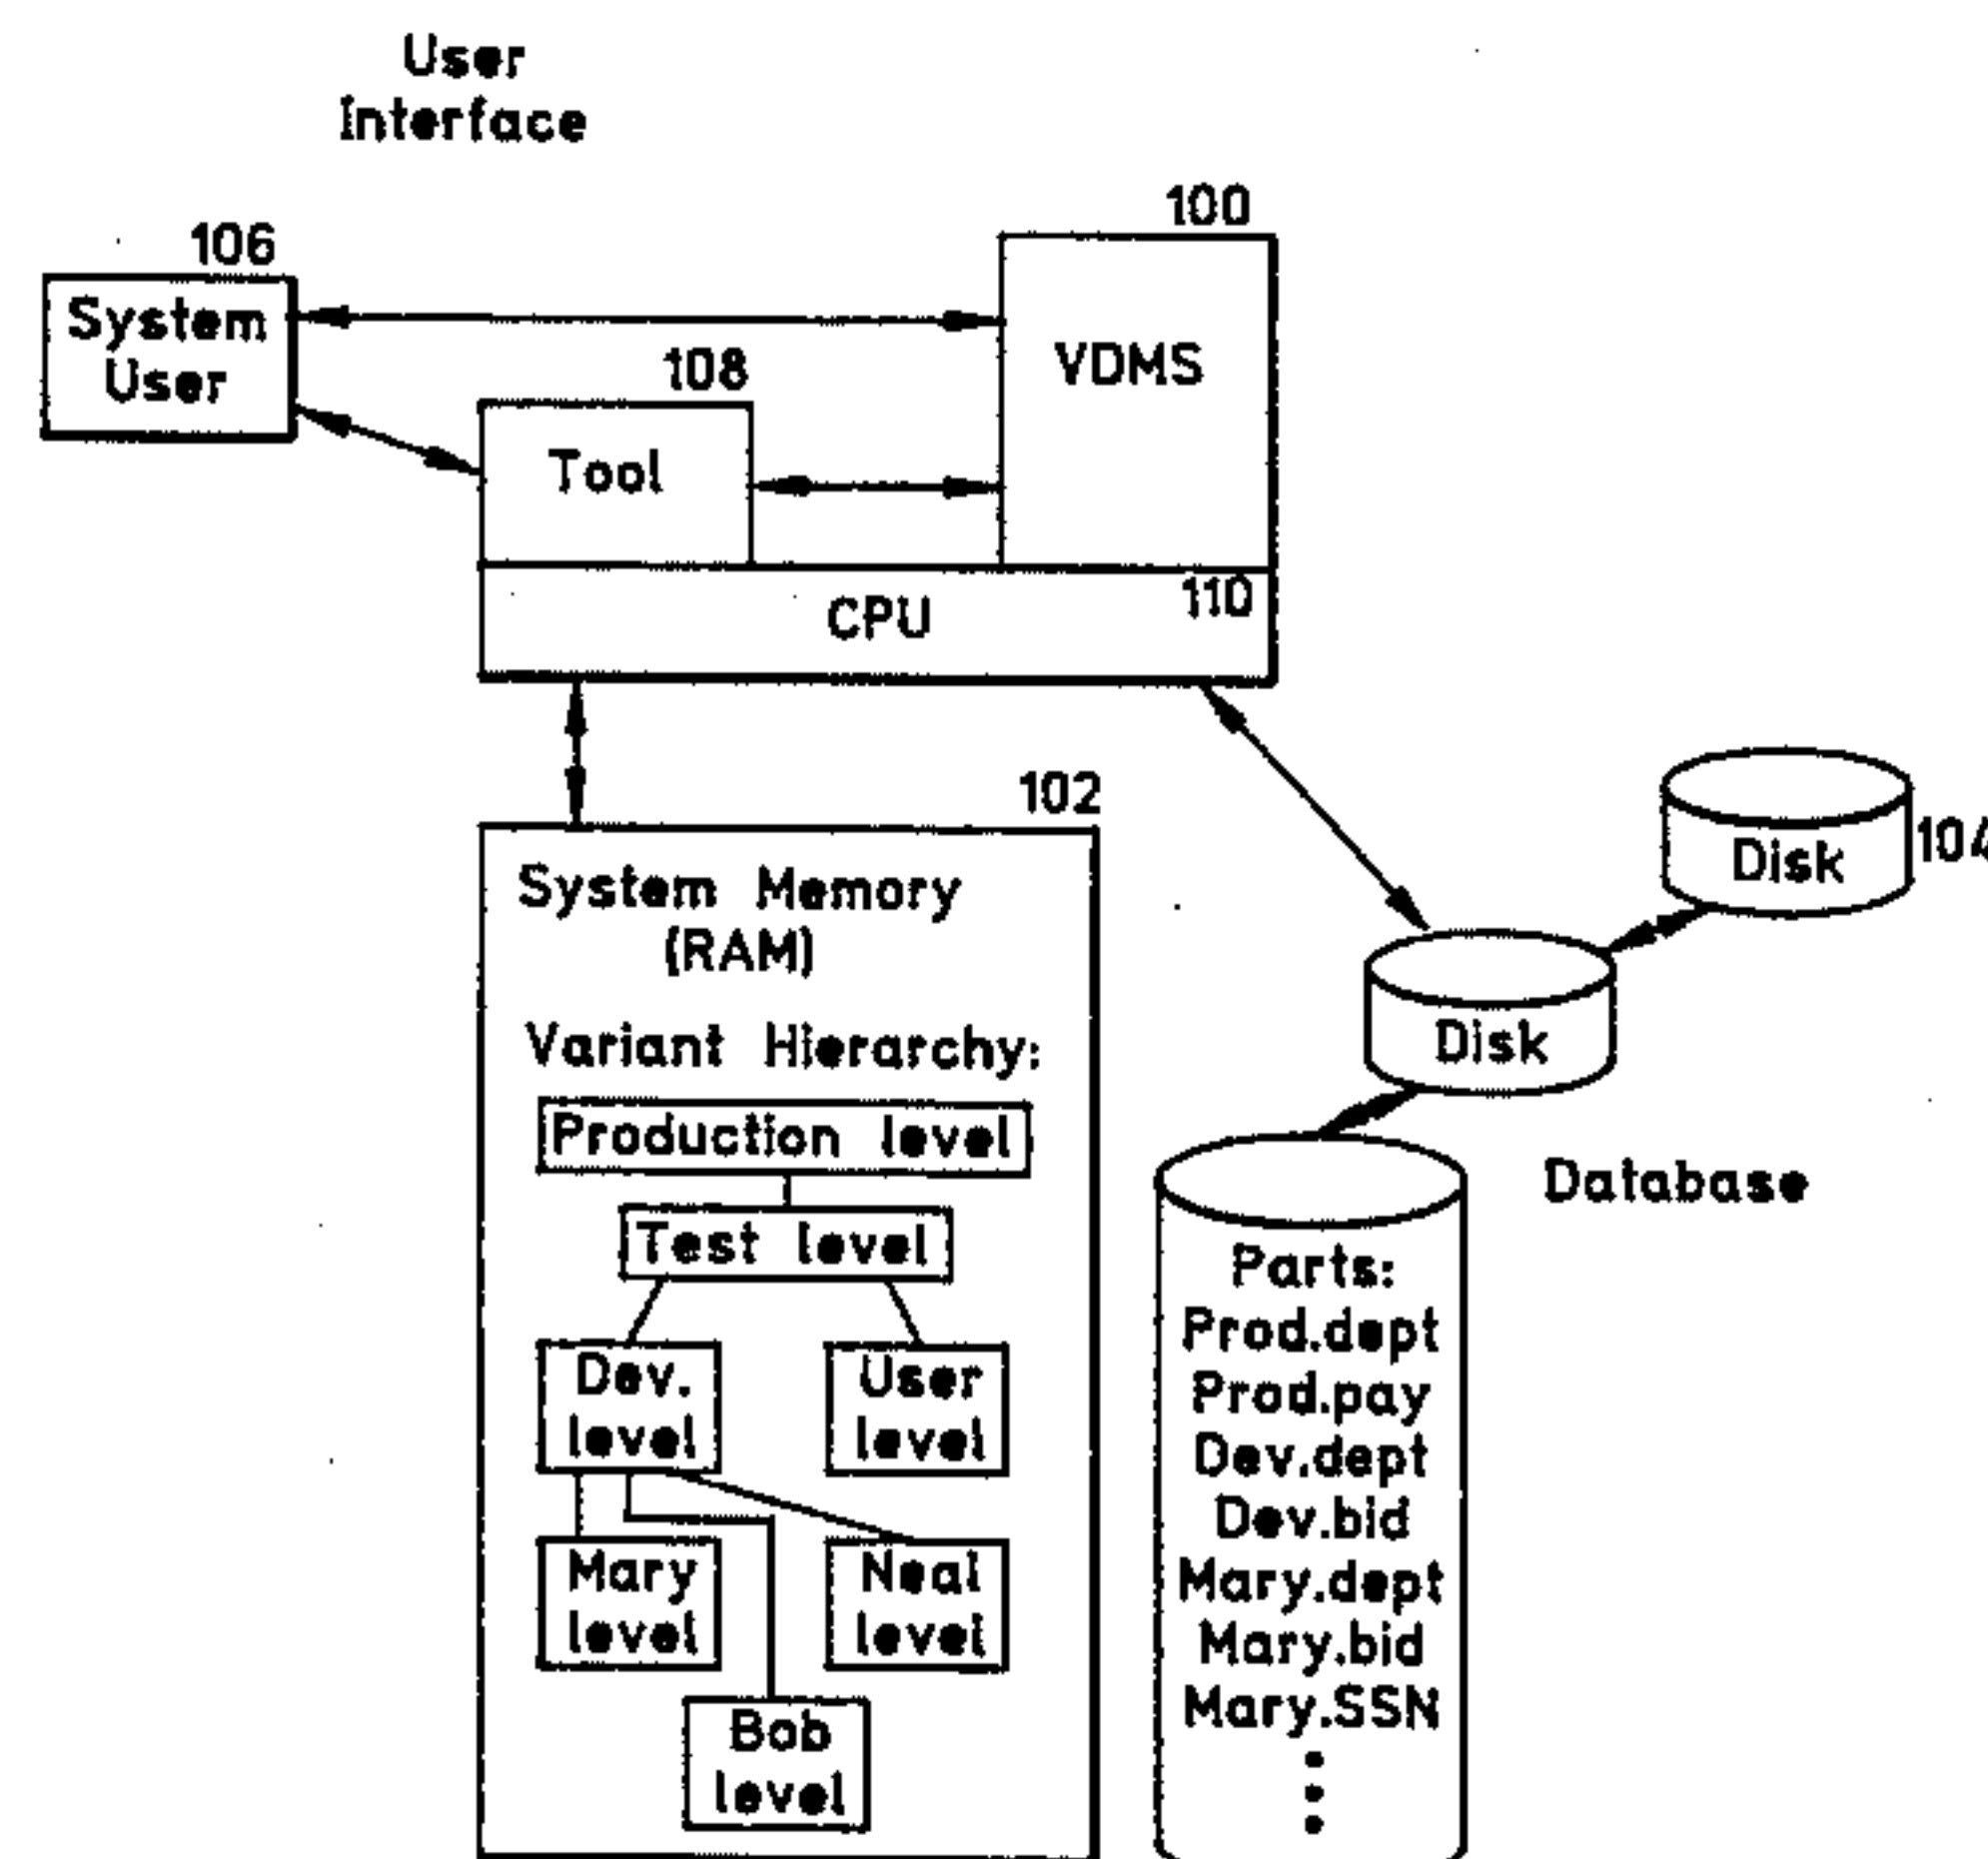 User
Interface
100
106
System
User
VDMS
108
Tool
110
CPU
102
System Memory
(RAM)
Variant Hierarchy:
Production level
Test level
Dev.
level
User
level
Mary
level
Neal
level
Bob
level
Disk
104
Disk
Database
Parts:
Prod.dept
Prod.pay
Dev.dept
Dev.bid
Mary.dept
Mary.bid
Mary.SSN